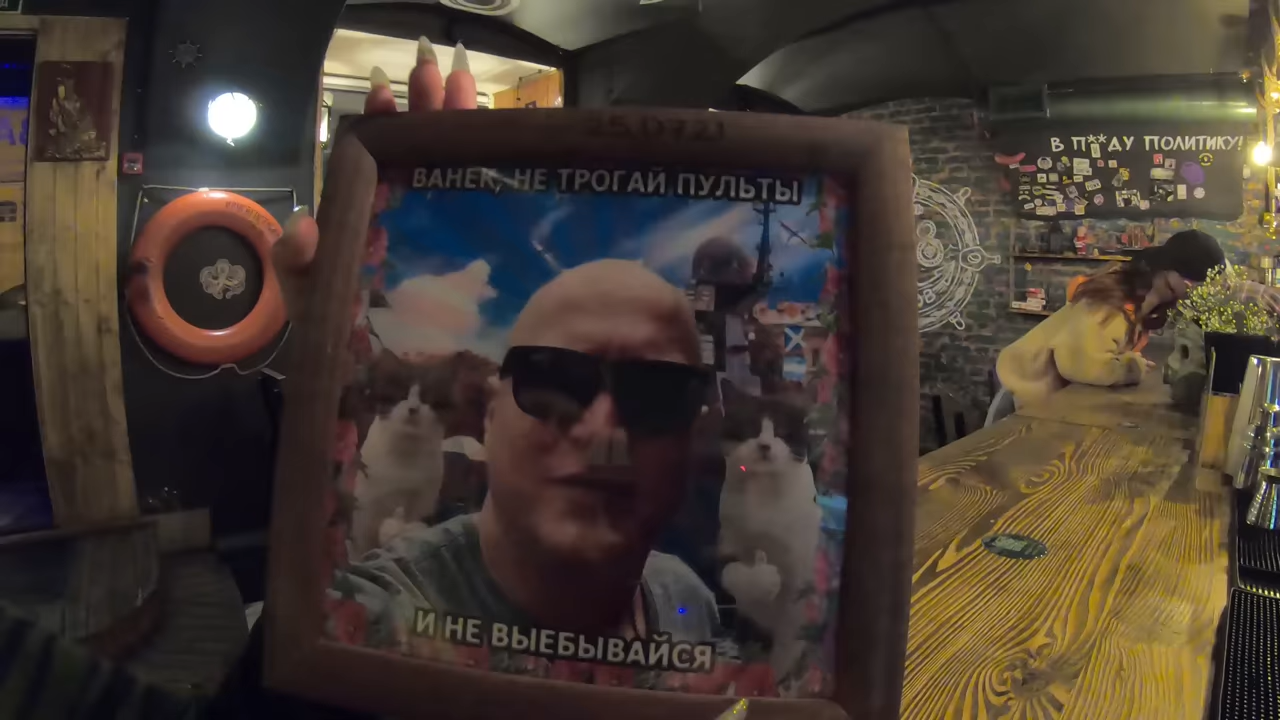 ВАНЕК, НЕ ТРОГАЙ ПУЛЬТЫ
И НЕ ВЫЕБЫВАЙСЯ
В П**ДУ ПОЛИТИКУ!